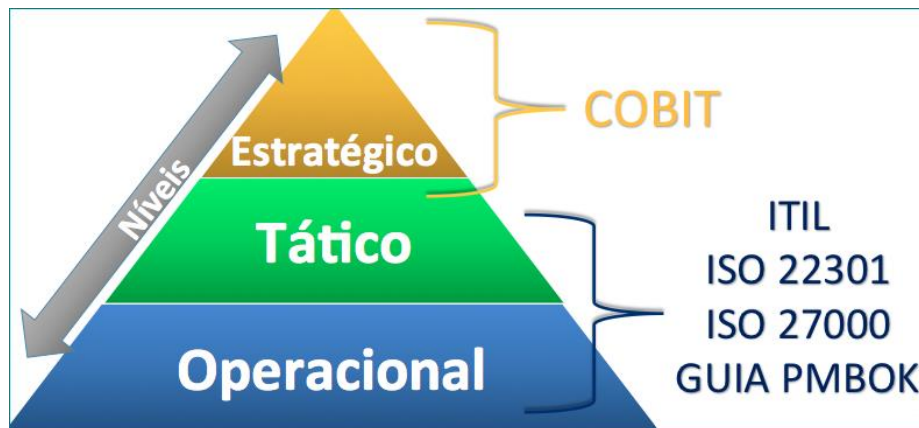 Níveis
Estratégico
Tático
Operacional
COBIT
ITIL
ISO 22301
ISO 27000
GUIA PMBOK